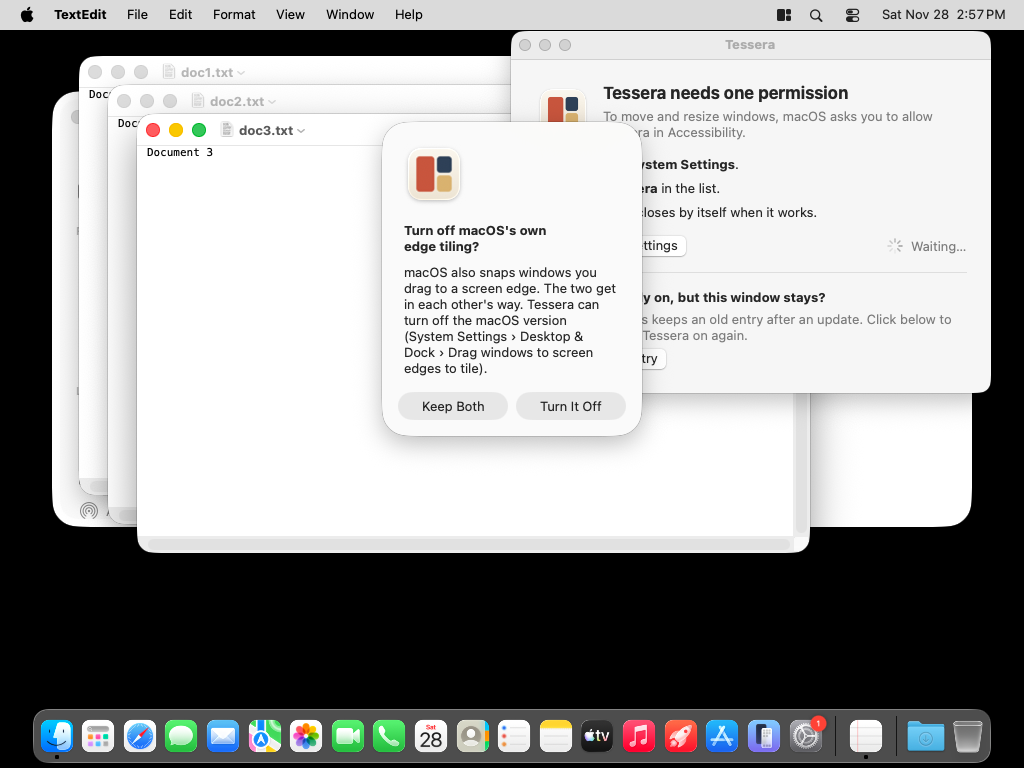 TextEdit File Edit Format View Window Help Sat Nov 28 2:57 PM
Tessera
doc1.txt
doc2.txt
doc3.txt
Document 3
Tessera needs one permission
To move and resize windows, macOS asks you to allow
in Accessibility.
Settings.
in the list.
closes by itself when it works.
Waiting...
on, but this window stays?
keeps an old entry after an update. Click below to
Tessera on again.
Turn off macOS's own
edge tiling?
macOS also snaps windows you
drag to a screen edge. The two get
in each other's way. Tessera can
turn off the macOS version
(System Settings › Desktop &
Dock › Drag windows to screen
edges to tile).
Keep Both
Turn It Off
Sat
28
tv
1